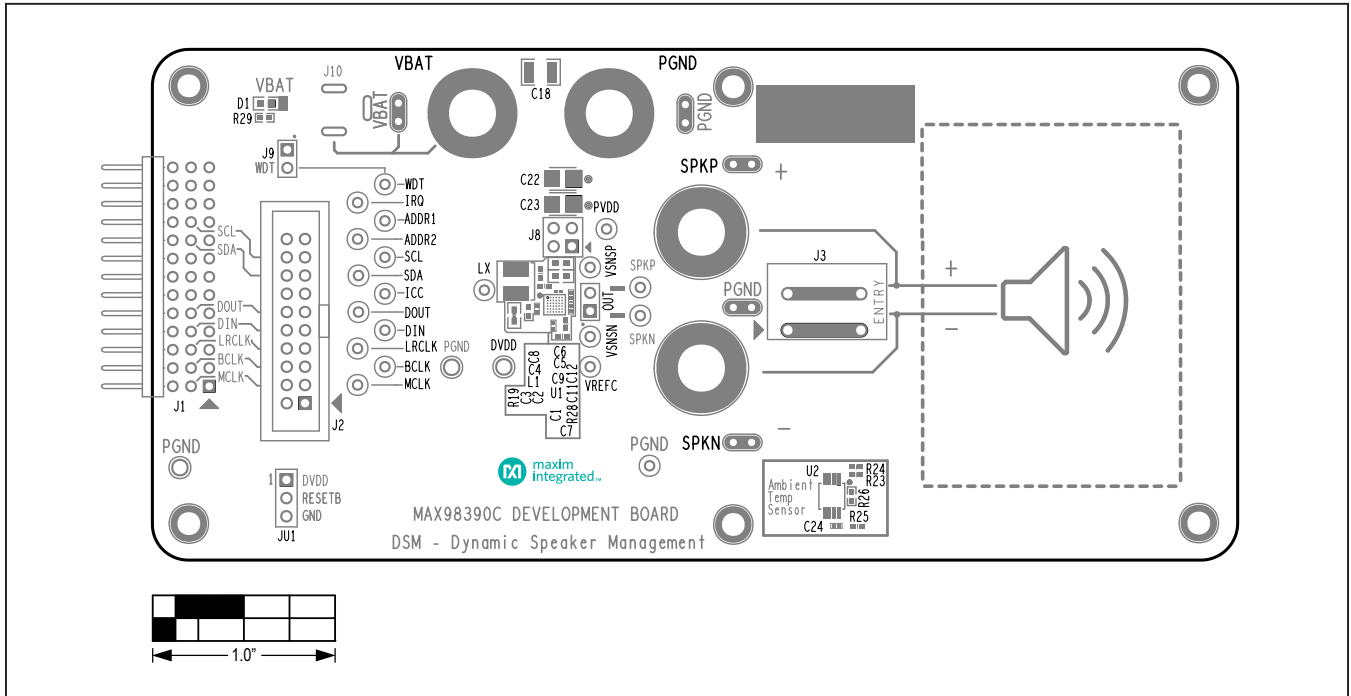 VBAT
PGND
J10
C18
VBAT
D1
R29
VBAT
PGND
J9
WDT
SPKP
+
C22
C23
PVDD
WDT
IRQ
ADDR1
ADDR2
SCL
SDA
ICC
DOUT
DIN
LRCLK
BCLK
MCLK
SCL
SDA
DOUT
DIN
LRCLK
BCLK
MCLK
J1
J2
J8
LX
VSNSP
SPKP
OUT
SPKN
VSNSN
VREFC
PGND
DVDD
PGND
J3
ENTRY
+
−
C6
C5
C8
C4
C9
C12
L1
U1
C11
R19
C3
C2
C1
R28
C7
PGND
PGND
SPKN
−
maxim
integrated™
1 DVDD
RESETB
GND
JU1
MAX98390C DEVELOPMENT BOARD
DSM - Dynamic Speaker Management
U2
R24
R23
Ambient
Temp
Sensor
R26
R25
C24
1.0"